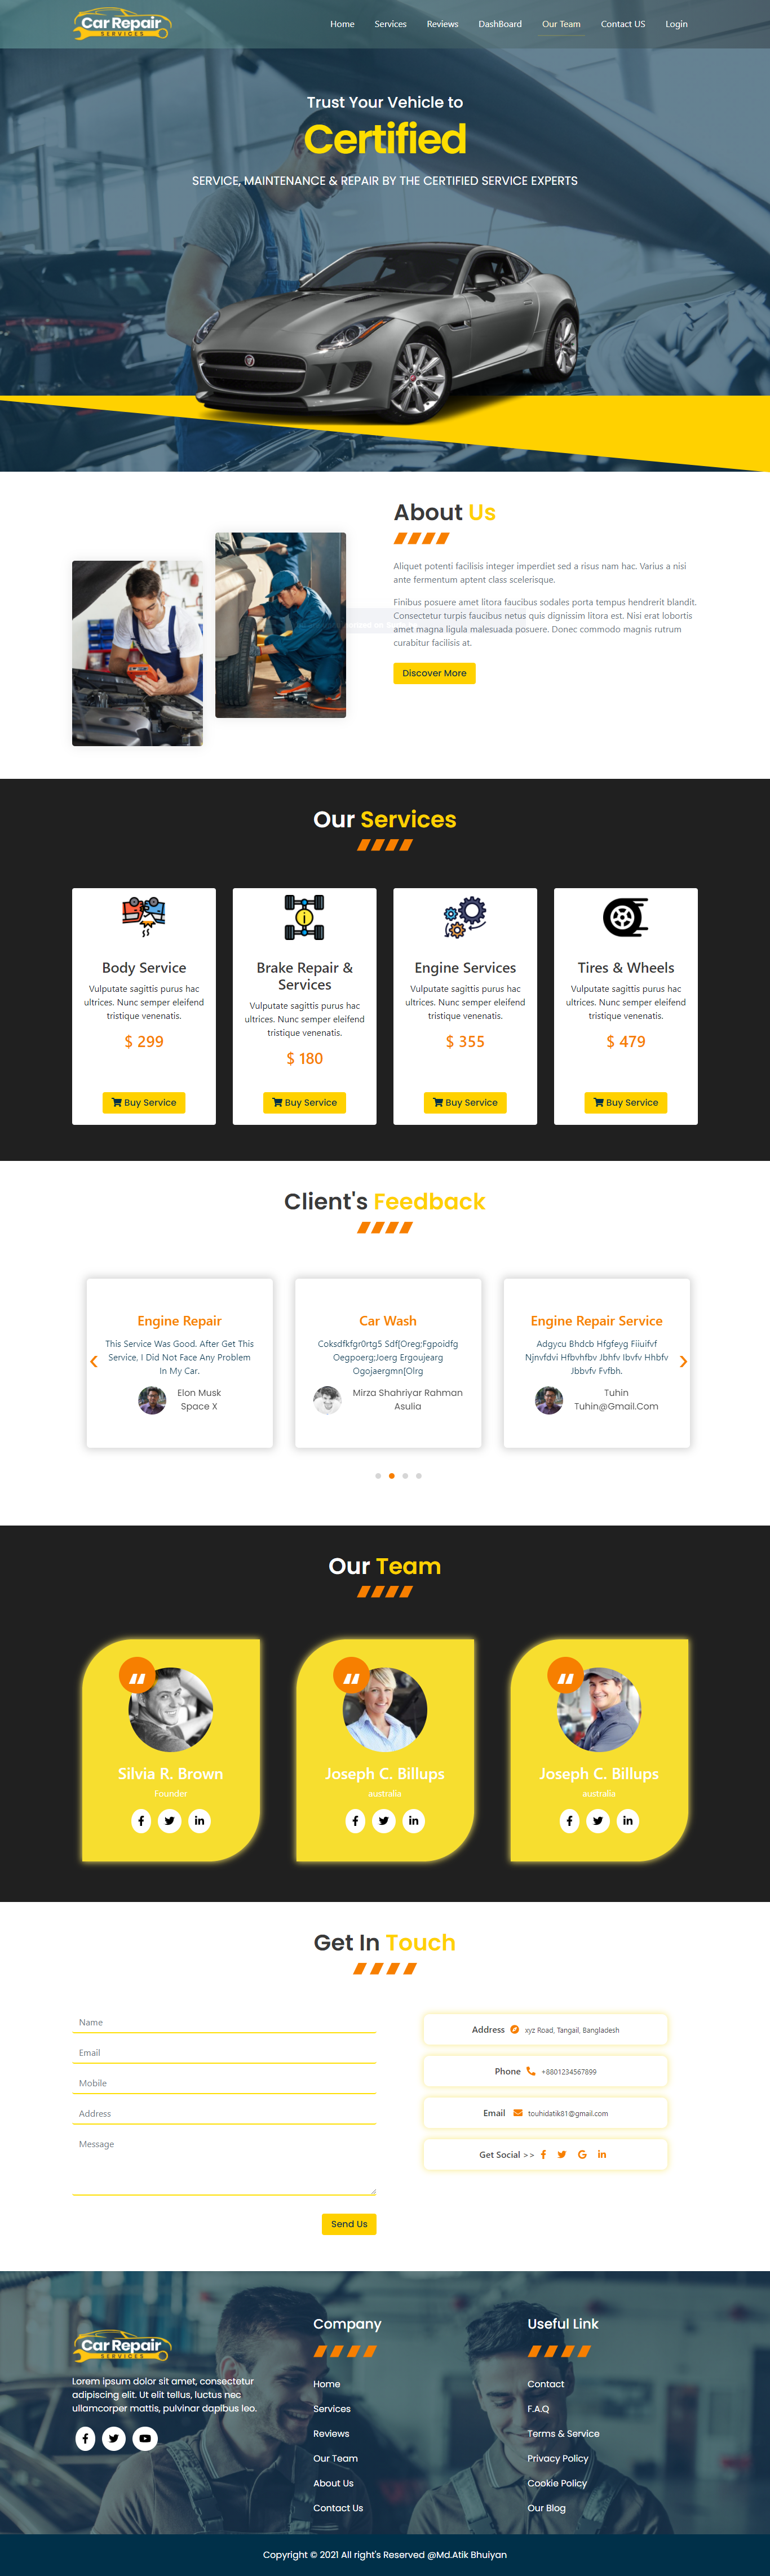 Car Repair
SERVICES
Home Services Reviews DashBoard Our Team Contact US Login
Trust Your Vehicle to
Certified
SERVICE, MAINTENANCE & REPAIR BY THE CERTIFIED SERVICE EXPERTS
About Us
Aliquet potenti facilisis integer imperdiet sed a risus nam hac. Varius a nisi
ante fermentum aptent class scelerisque.
Finibus posuere amet litora faucibus sodales porta tempus hendrerit blandit.
Consectetur turpis faucibus netus quis dignissim litora est. Nisi erat lobortis
amet magna ligula malesuada posuere. Donec commodo magnis rutrum
curabitur facilisis at.
Discover More
Our Services
Body Service
Vulputate sagittis purus hac
ultrices. Nunc semper eleifend
tristique venenatis.
$ 299
Buy Service
Brake Repair &
Services
Vulputate sagittis purus hac
ultrices. Nunc semper eleifend
tristique venenatis.
$ 180
Buy Service
Engine Services
Vulputate sagittis purus hac
ultrices. Nunc semper eleifend
tristique venenatis.
$ 355
Buy Service
Tires & Wheels
Vulputate sagittis purus hac
ultrices. Nunc semper eleifend
tristique venenatis.
$ 479
Buy Service
Client's Feedback
Engine Repair
This Service Was Good. After Get This
Service, I Did Not Face Any Problem
In My Car.
Elon Musk
Space X
Car Wash
Coksdfkfgr0rtg5 Sdf[Oreg;Fgpoidfg
Oegpoerg;Joerg Ergoujearg
Ogojaergmn[Olrg
Mirza Shahriyar Rahman
Asulia
Engine Repair Service
Adgycu Bhdcb Hfgfeyg Fiiuifvf
Njnvfdvi Hfbvhfbv Jbhfv Ibvfv Hhbfv
Jbbvfv Fvfbh.
Tuhin
Tuhin@Gmail.Com
Our Team
Silvia R. Brown
Founder
Joseph C. Billups
australia
Joseph C. Billups
australia
Get In Touch
Name
Email
Mobile
Address
Message
Send Us
Address xyz Road, Tangail, Bangladesh
Phone +8801234567899
Email touhidatik81@gmail.com
Get Social >>
Car Repair
SERVICES
Lorem ipsum dolor sit amet, consectetur
adipiscing elit. Ut elit tellus, luctus nec
ullamcorper mattis, pulvinar dapibus leo.
Company
Home
Services
Reviews
Our Team
About Us
Contact Us
Useful Link
Contact
F.A.Q
Terms & Service
Privacy Policy
Cookie Policy
Our Blog
Copyright © 2021 All right's Reserved @Md.Atik Bhuiyan